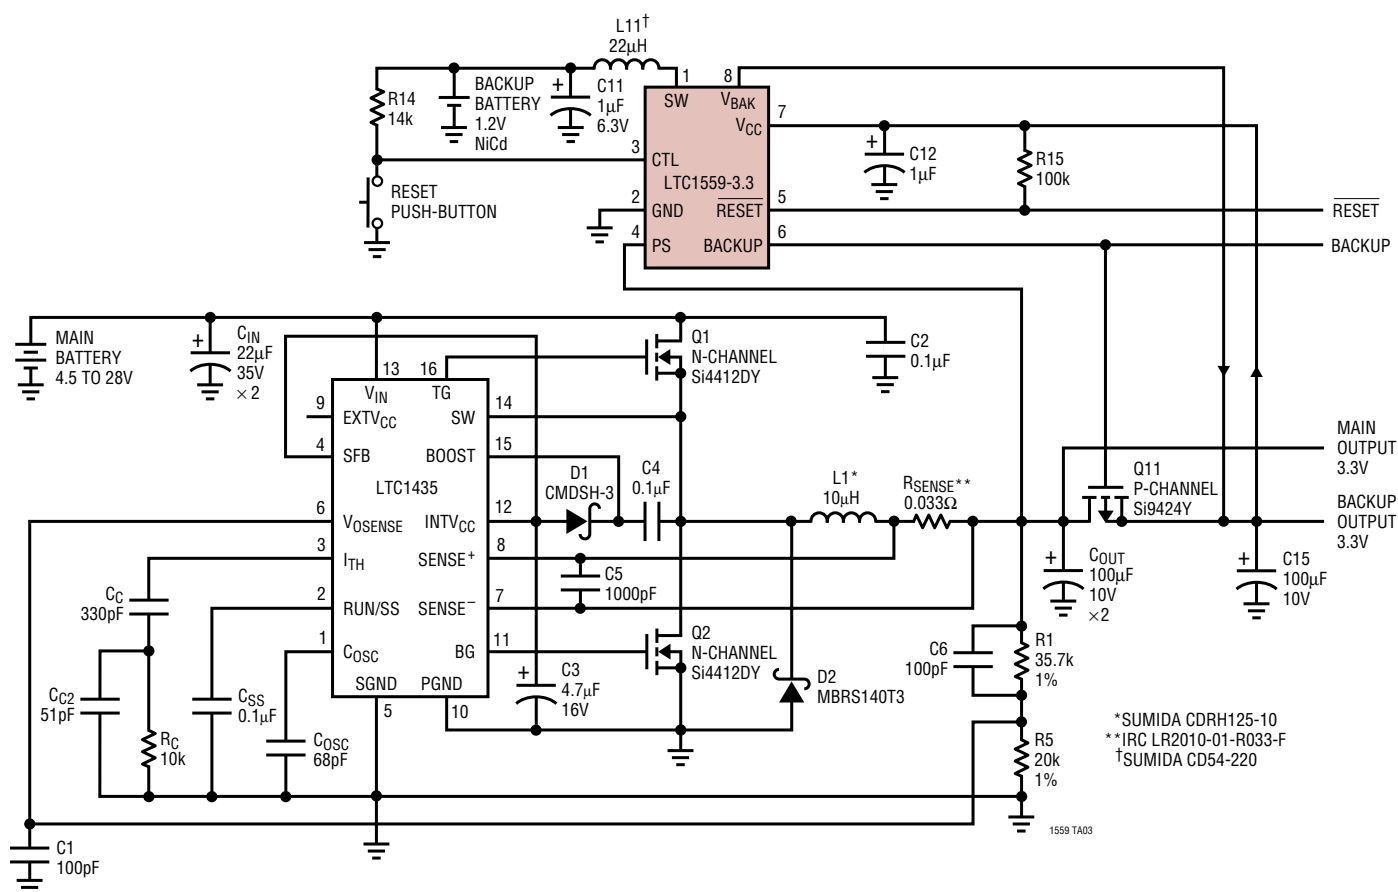 L11†
22µH
R14
14k
BACKUP
BATTERY
1.2V
NiCd
+
C11
1µF
6.3V
1
8
SW
VBAK
VCC
7
3
CTL
LTC1559-3.3
+
C12
1µF
R15
100k
RESET
PUSH-BUTTON
2
GND
RESET
5
RESET
4
PS
BACKUP
6
BACKUP
MAIN
BATTERY
4.5 TO 28V
+
CIN
22µF
35V
× 2
Q1
N-CHANNEL
Si4412DY
C2
0.1µF
13
16
VIN
TG
9
EXTVCC
SW
14
4
SFB
BOOST
15
LTC1435
D1
CMDSH-3
C4
0.1µF
L1*
10µH
RSENSE**
0.033Ω
Q11
P-CHANNEL
Si9424Y
MAIN
OUTPUT
3.3V
BACKUP
OUTPUT
3.3V
6
VOSENSE
INTVCC
12
3
ITH
SENSE+
8
C5
1000pF
+
COUT
100µF
10V
×2
+
C15
100µF
10V
CC
330pF
2
RUN/SS
SENSE–
7
1
COSC
BG
11
Q2
N-CHANNEL
Si4412DY
SGND
PGND
5
10
+
C3
4.7µF
16V
D2
MBRS140T3
C6
100pF
R1
35.7k
1%
CC2
51pF
CSS
0.1µF
RC
10k
COSC
68pF
R5
20k
1%
*SUMIDA CDRH125-10
**IRC LR2010-01-R033-F
†SUMIDA CD54-220
1559 TA03
C1
100pF